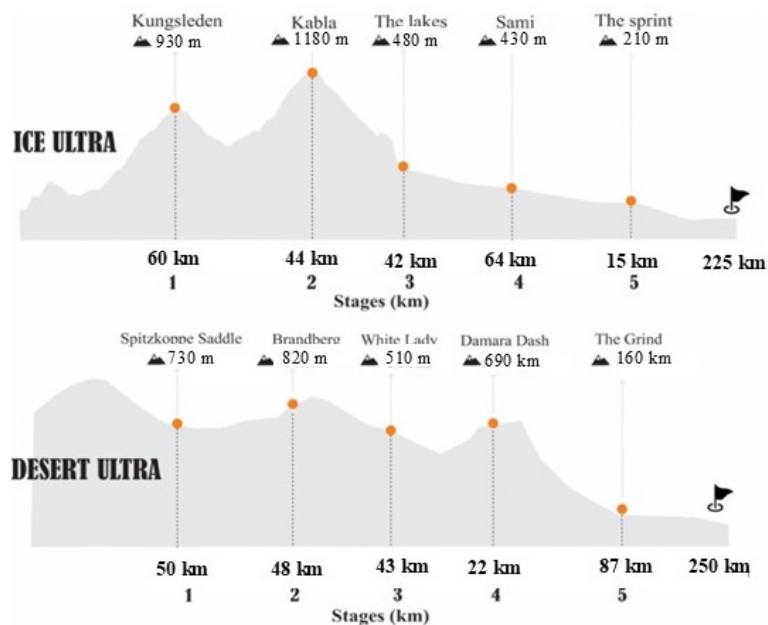 Kungsleden Kabla The lakes Sami The sprint
930 m 1180 m 480 m 430 m 210 m
ICE ULTRA
60 km 44 km 42 km 64 km 15 km 225 km
1 2 3 4 5
Stages (km)
Spitzkoppe Saddle Brandberg White Lady Damara Dash The Grind
730 m 820 m 510 m 690 km 160 km
DESERT ULTRA
50 km 48 km 43 km 22 km 87 km 250 km
1 2 3 4 5
Stages (km)